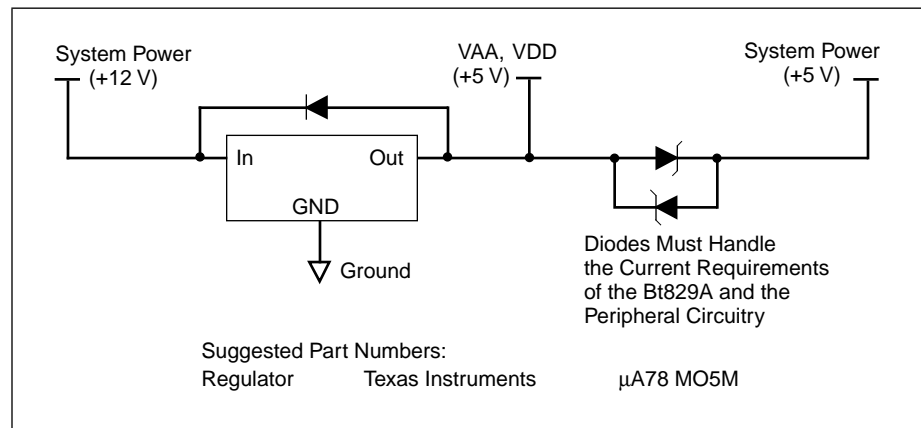 System Power
(+12 V)
VAA, VDD
(+5 V)
System Power
(+5 V)
In
Out
GND
Ground
Diodes Must Handle
the Current Requirements
of the Bt829A and the
Peripheral Circuitry
Suggested Part Numbers:
Regulator Texas Instruments µA78 MO5M